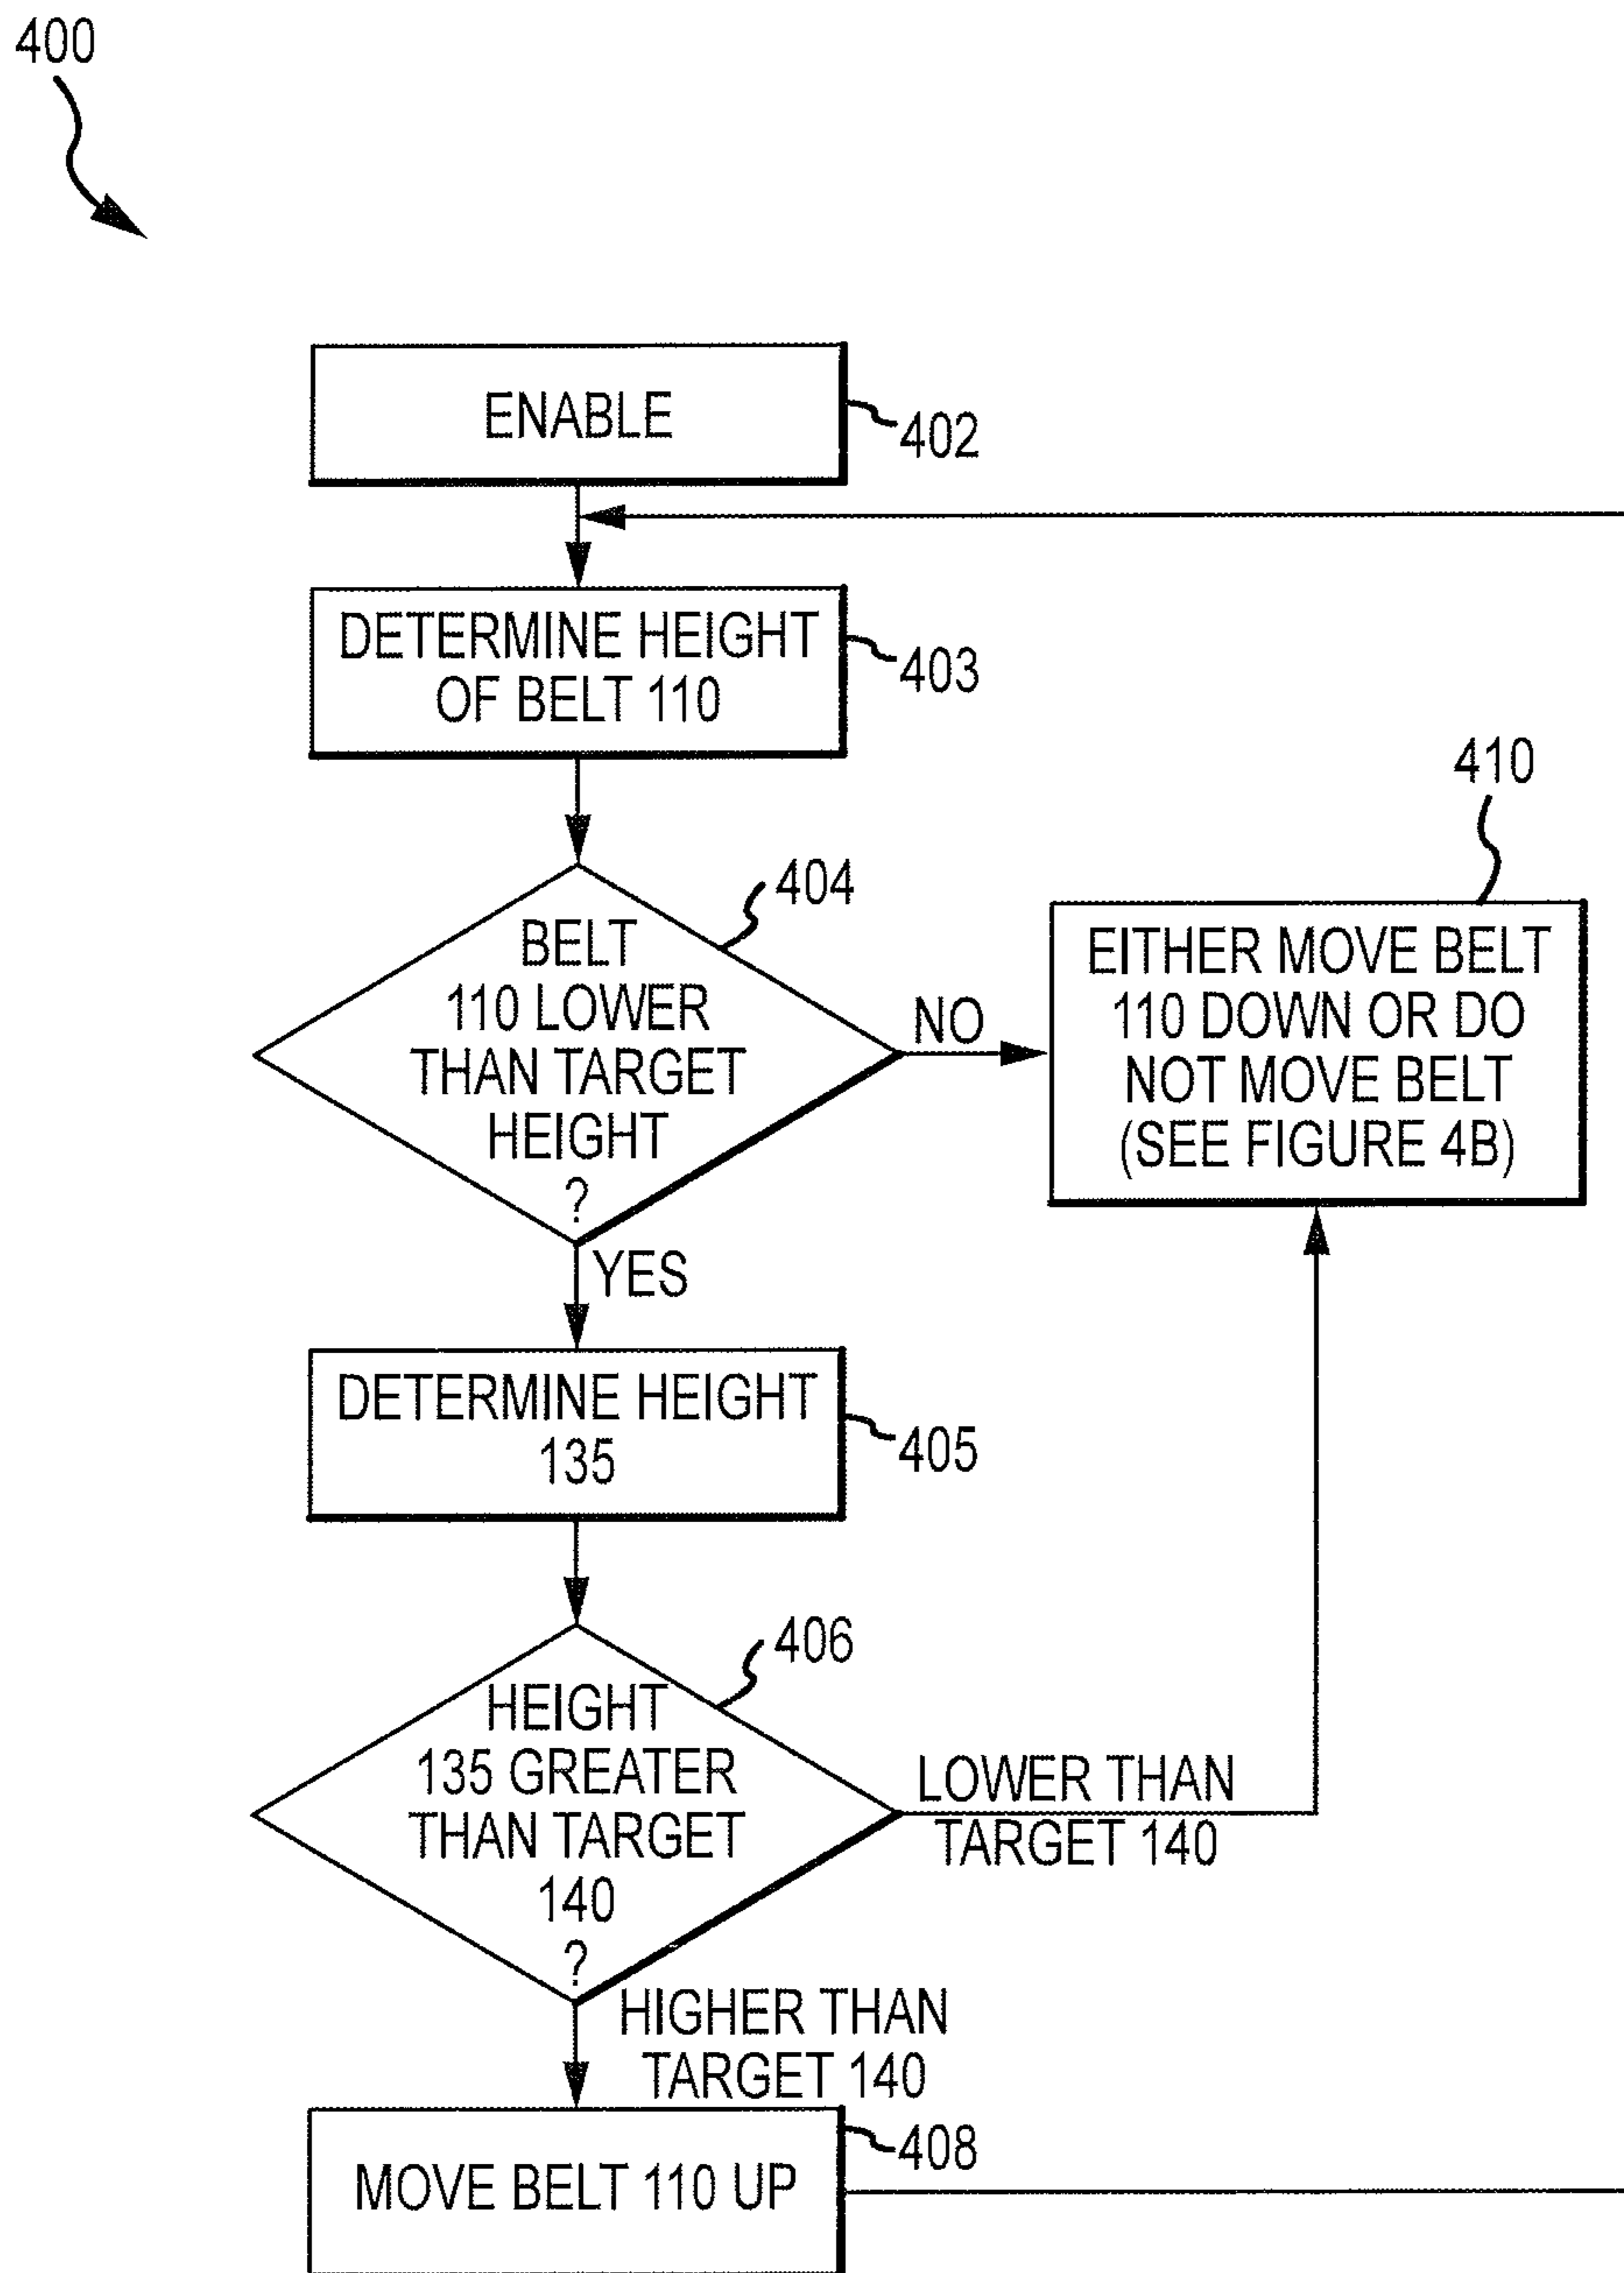 400
ENABLE
402
DETERMINE HEIGHT
OF BELT 110
403
BELT
110 LOWER
THAN TARGET
HEIGHT
?
404
NO
410
EITHER MOVE BELT
110 DOWN OR DO
NOT MOVE BELT
(SEE FIGURE 4B)
YES
DETERMINE HEIGHT
135
405
HEIGHT
135 GREATER
THAN TARGET
140
?
406
LOWER THAN
TARGET 140
HIGHER THAN
TARGET 140
MOVE BELT 110 UP
408